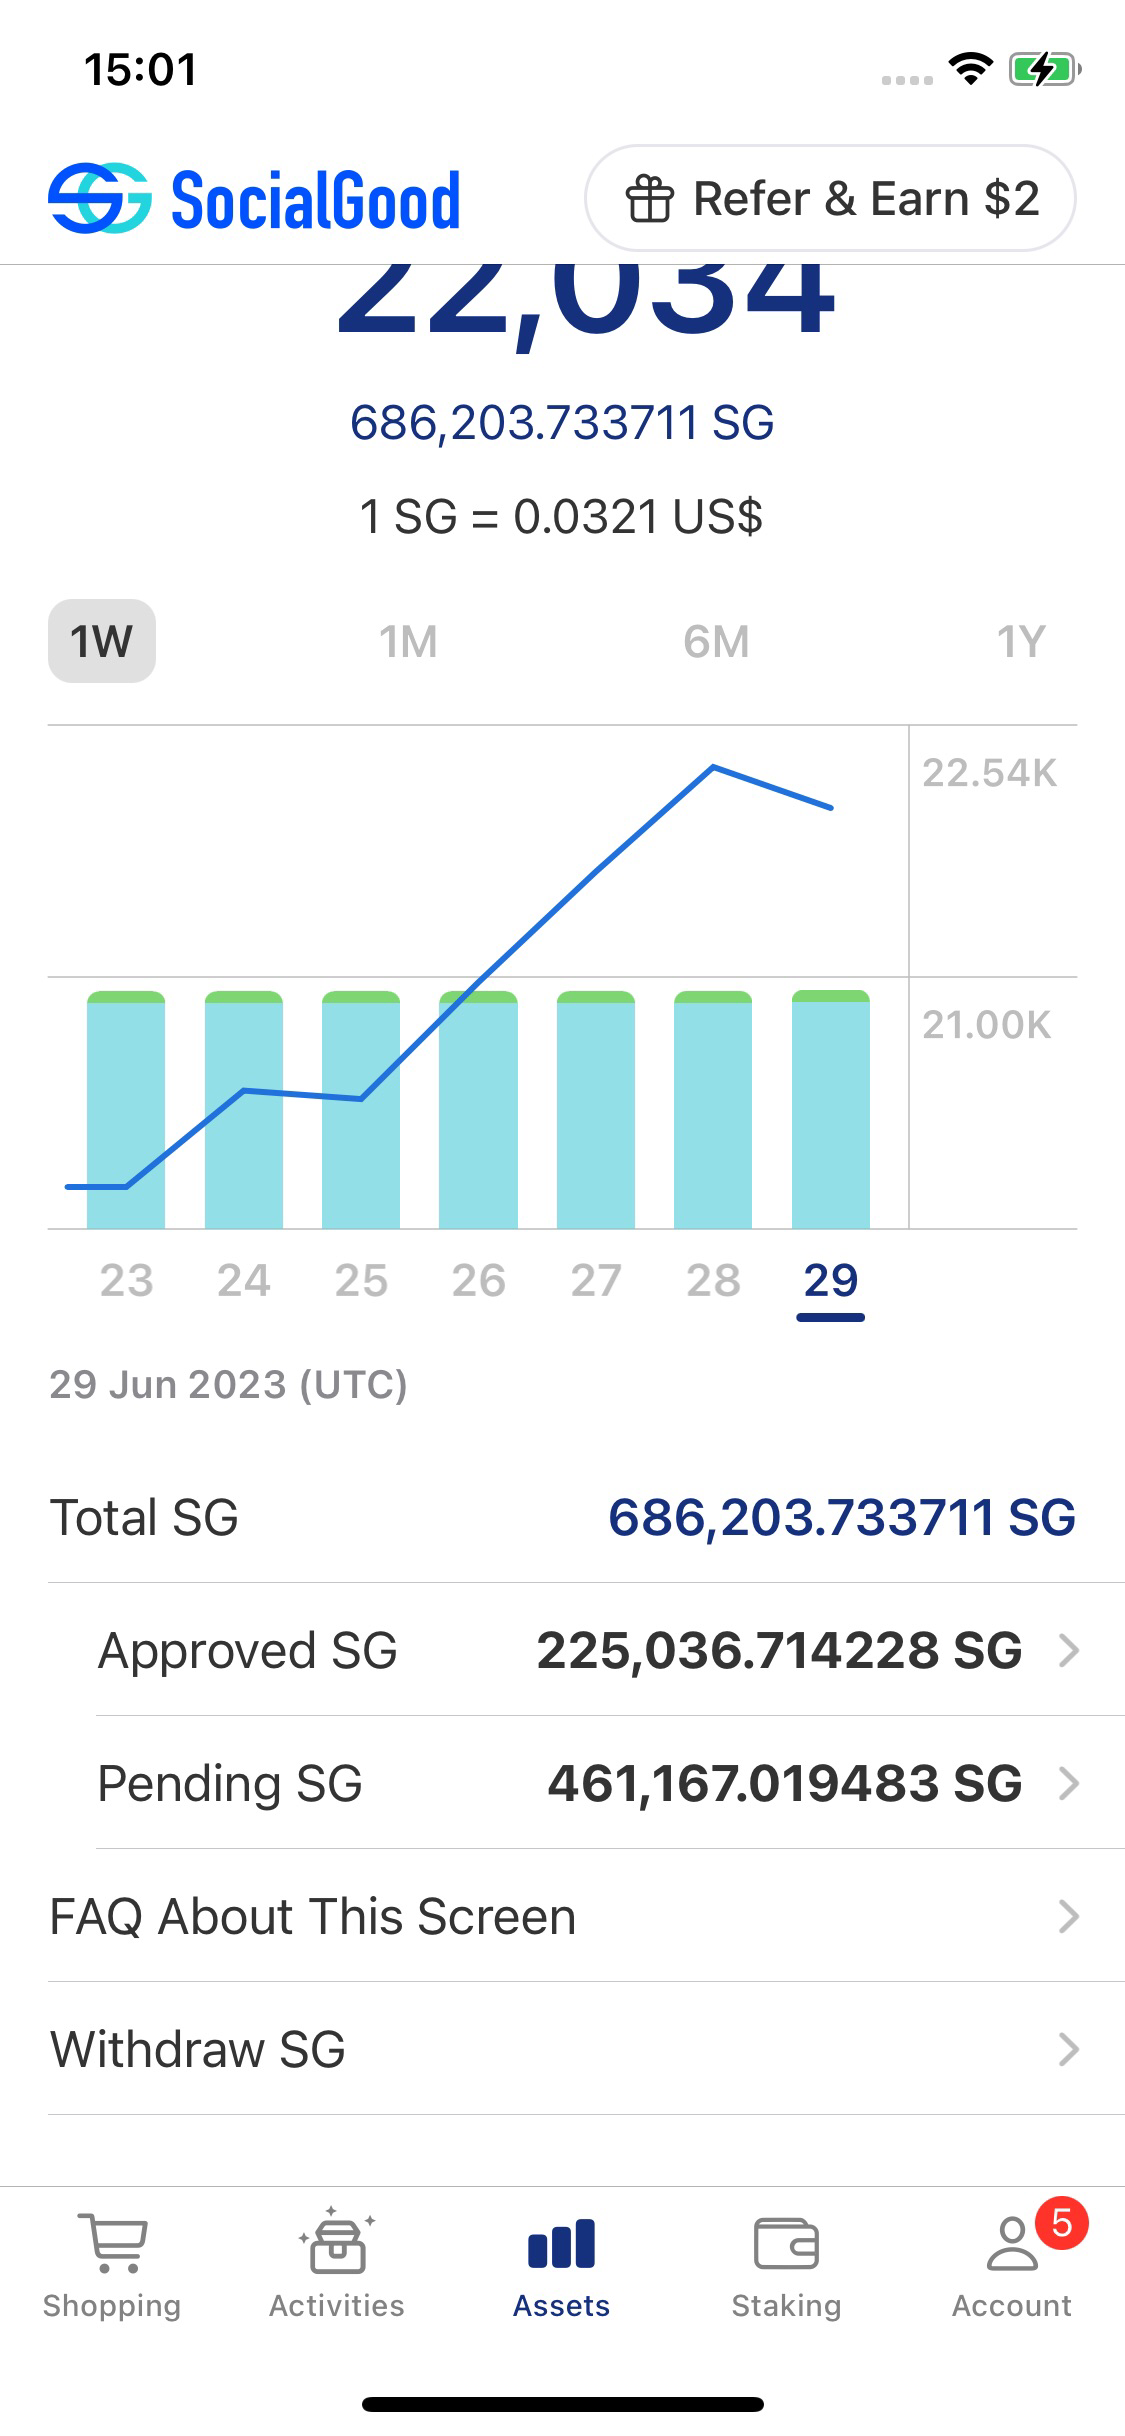 15:01
SocialGood
Refer & Earn $2
22,034
686,203.733711 SG
1 SG = 0.0321 US$
1W 1M 6M 1Y
22.54K
21.00K
23 24 25 26 27 28 29
29 Jun 2023 (UTC)
Total SG 686,203.733711 SG
Approved SG 225,036.714228 SG
Pending SG 461,167.019483 SG
FAQ About This Screen
Withdraw SG
5
Shopping Activities Assets Staking Account